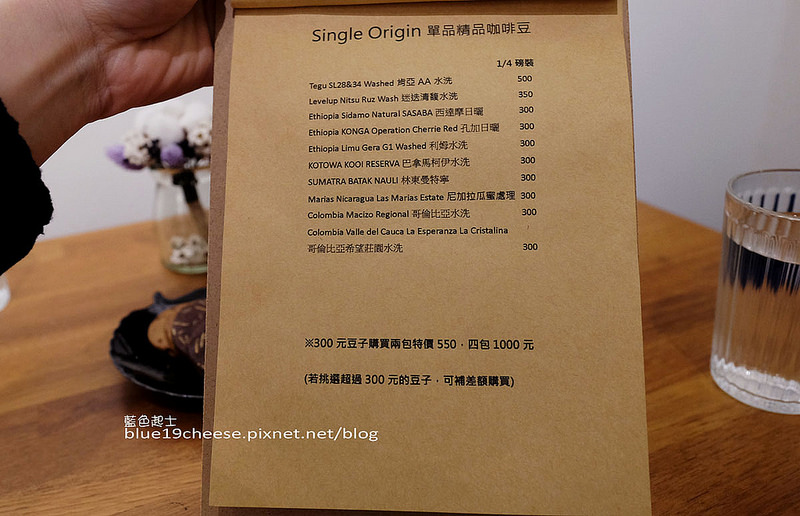 Single Origin 單品精品咖啡豆
1/4 磅裝
Tegu SL28&34 Washed 肯亞 AA 水洗 500
Levelup Nitsu Ruz Wash 迷迭清馥水洗 350
Ethiopia Sidamo Natural SASABA 西達摩日曬 300
Ethiopia KONGA Operation Cherrie Red 孔加日曬 300
Ethiopia Limu Gera G1 Washed 利姆水洗 300
KOTOWA KOOI RESERVA 巴拿馬柯伊水洗 300
SUMATRA BATAK NAULI 林東曼特寧 300
Marias Nicaragua Las Marias Estate 尼加拉瓜蜜處理 300
Colombia Macizo Regional 哥倫比亞水洗 300
Colombia Valle del Cauca La Esperanza La Cristalina
哥倫比亞希望莊園水洗 300
※300 元豆子購買兩包特價 550，四包 1000 元
(若挑選超過 300 元的豆子，可補差額購買)
藍色起士
blue19cheese.pixnet.net/blog